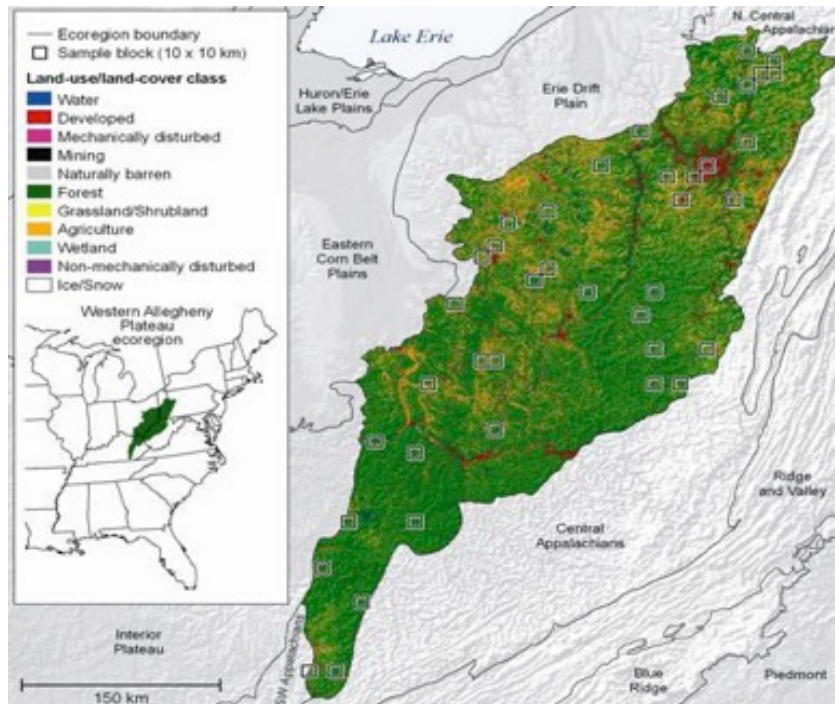 Ecoregion boundary
Sample block (10 x 10 km)
Land-use/land-cover class
Water
Developed
Mechanically disturbed
Mining
Naturally barren
Forest
Grassland/Shrubland
Agriculture
Wetland
Non-mechanically disturbed
Ice/Snow
Western Allegheny
Plateau
ecoregion
Lake Erie
N. Central
Appalachians
Huron/Erie
Lake Plains
Erie Drift
Plain
Eastern
Corn Belt
Plains
Ridge
and Valley
Central
Appalachians
Interior
Plateau
SW Appalachians
Blue
Ridge
Piedmont
150 km